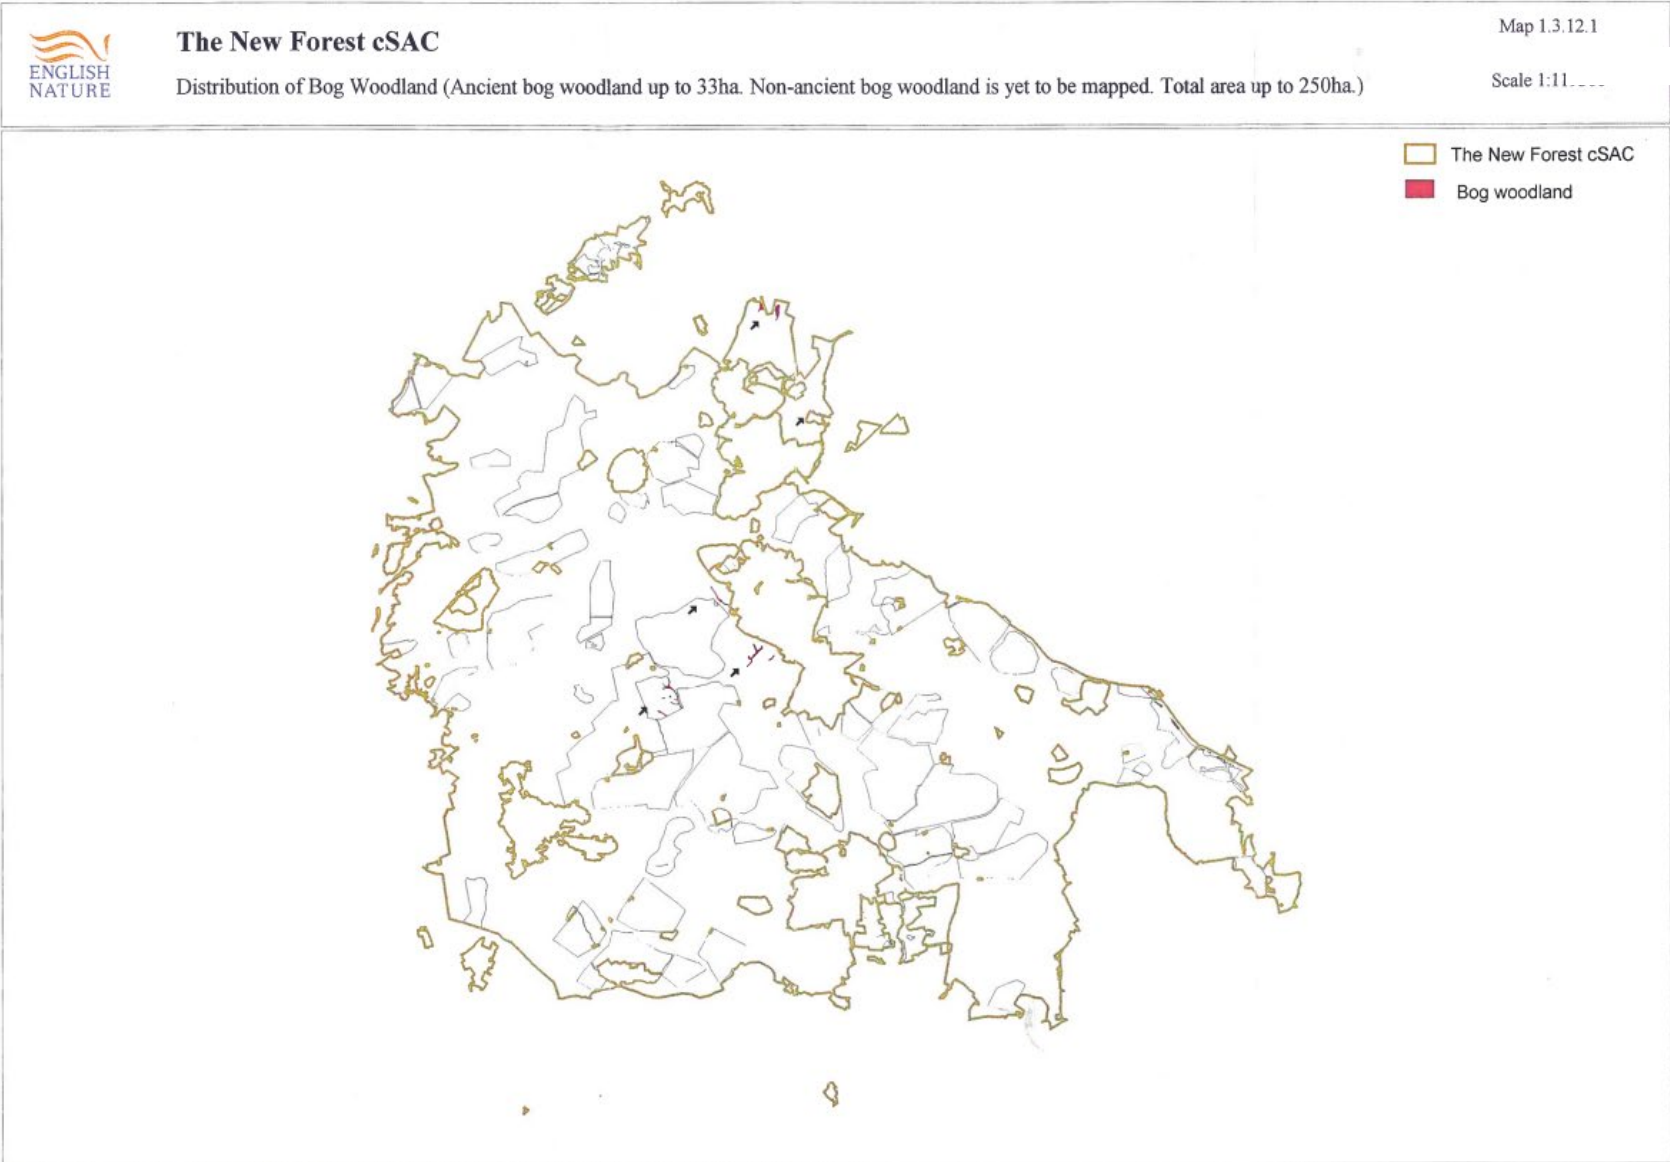 ENGLISH
NATURE
The New Forest cSAC
Distribution of Bog Woodland (Ancient bog woodland up to 33ha. Non-ancient bog woodland is yet to be mapped. Total area up to 250ha.)
Map 1.3.12.1
Scale 1:11
The New Forest cSAC
Bog woodland